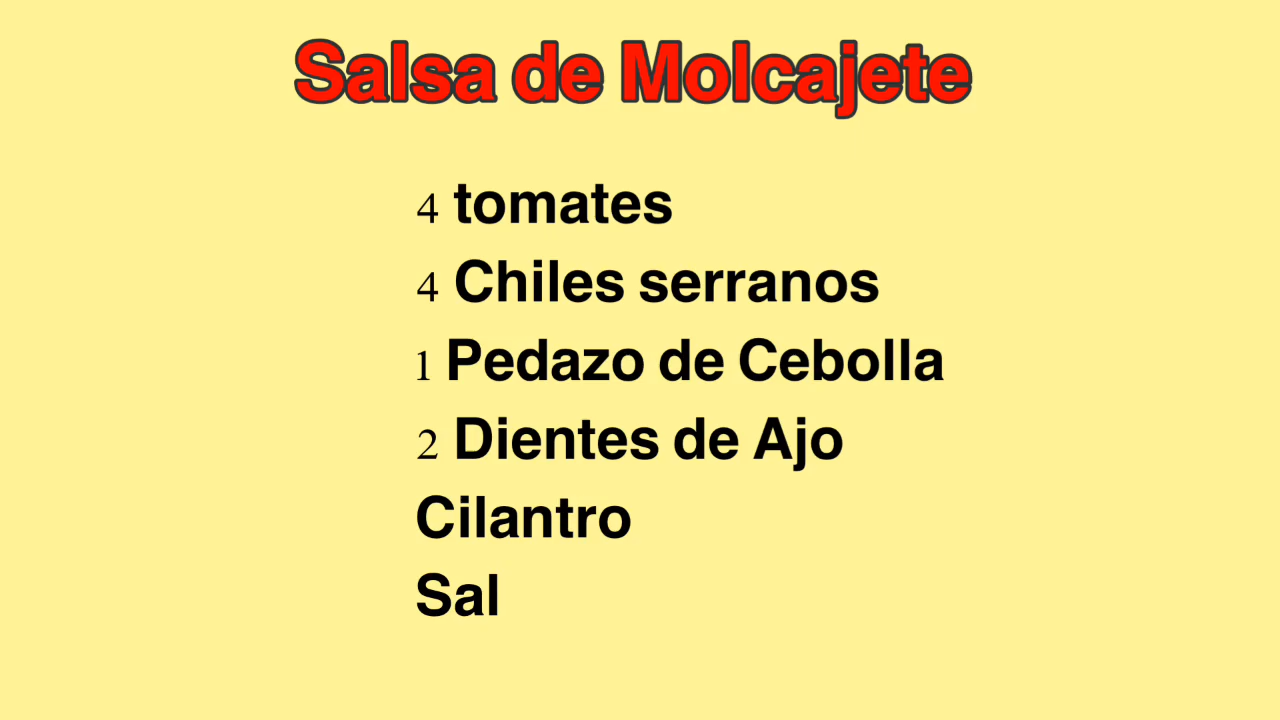 Salsa de Molcajete
4 tomates
4 Chiles serranos
1 Pedazo de Cebolla
2 Dientes de Ajo
Cilantro
Sal